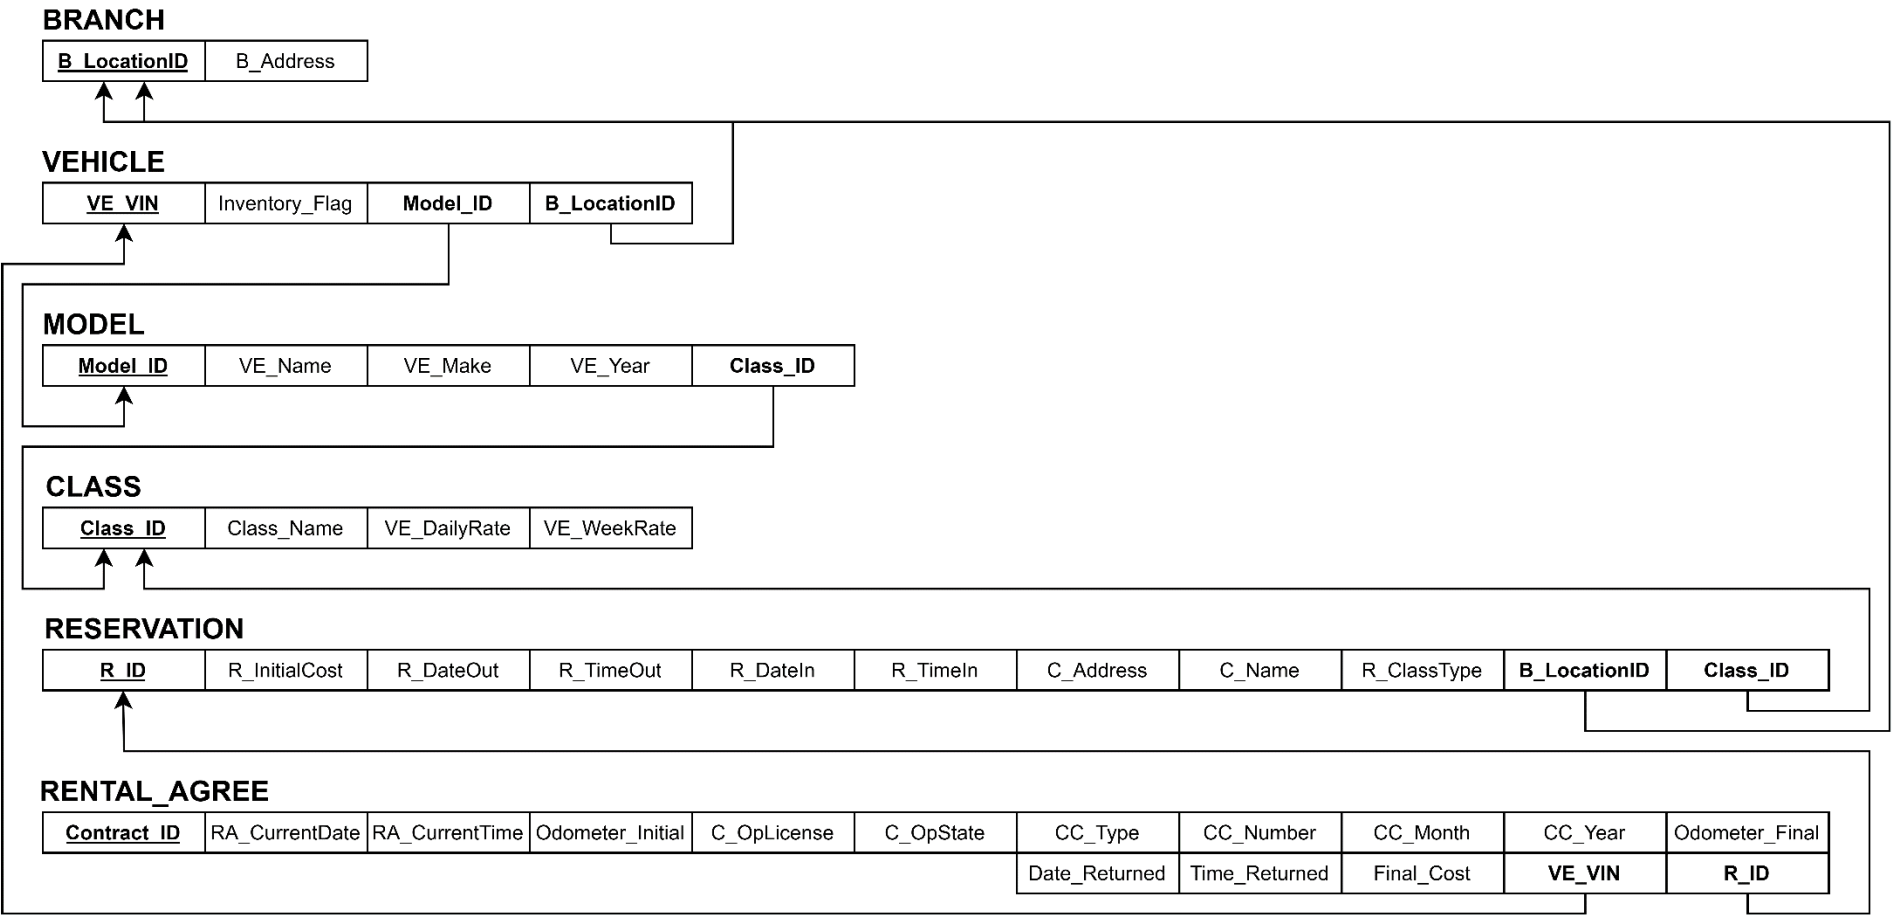 BRANCH
B_LocationID B_Address
VEHICLE
VE_VIN Inventory_Flag Model_ID B_LocationID
MODEL
Model_ID VE_Name VE_Make VE_Year Class_ID
CLASS
Class_ID Class_Name VE_DailyRate VE_WeekRate
RESERVATION
R_ID R_InitialCost R_DateOut R_TimeOut R_DateIn R_TimeIn C_Address C_Name R_ClassType B_LocationID Class_ID
RENTAL_AGREE
Contract_ID RA_CurrentDate RA_CurrentTime Odometer_Initial C_OpLicense C_OpState CC_Type CC_Number CC_Month CC_Year Odometer_Final
Date_Returned Time_Returned Final_Cost VE_VIN R_ID